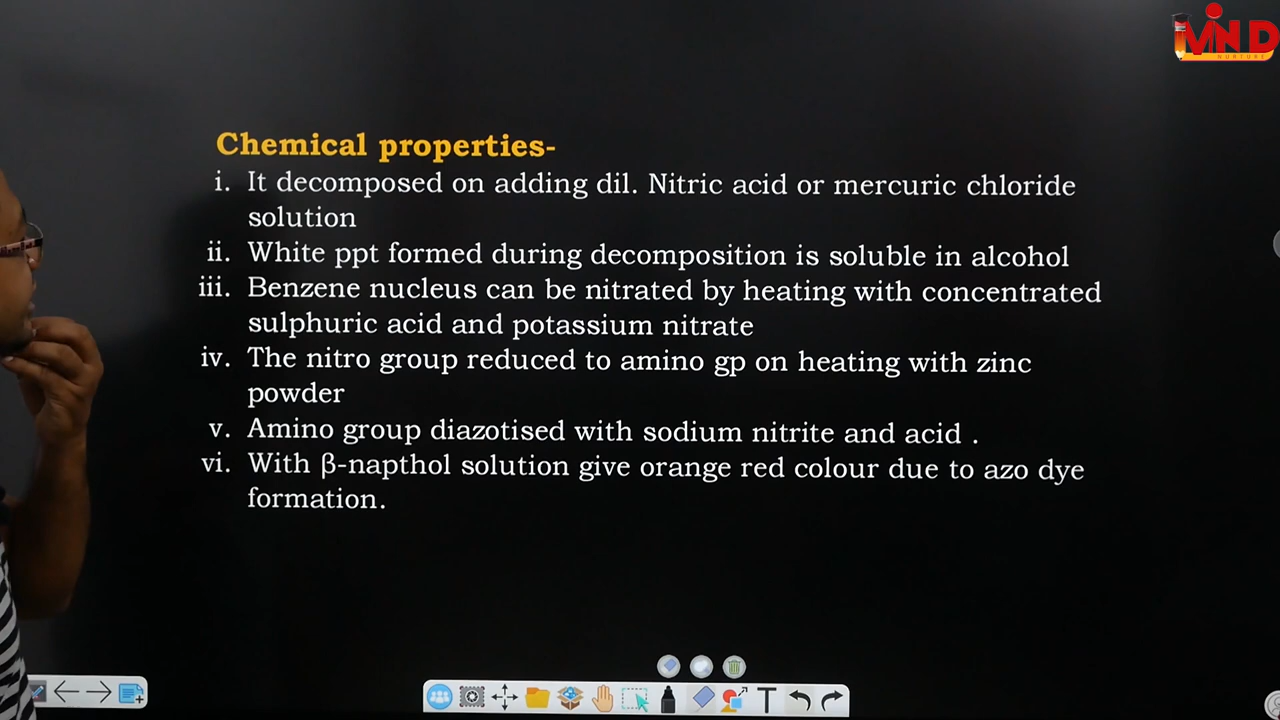 MIND
NURTURE
Chemical properties-
i. It decomposed on adding dil. Nitric acid or mercuric chloride
solution
ii. White ppt formed during decomposition is soluble in alcohol
iii. Benzene nucleus can be nitrated by heating with concentrated
sulphuric acid and potassium nitrate
iv. The nitro group reduced to amino gp on heating with zinc
powder
v. Amino group diazotised with sodium nitrite and acid .
vi. With β-napthol solution give orange red colour due to azo dye
formation.
T